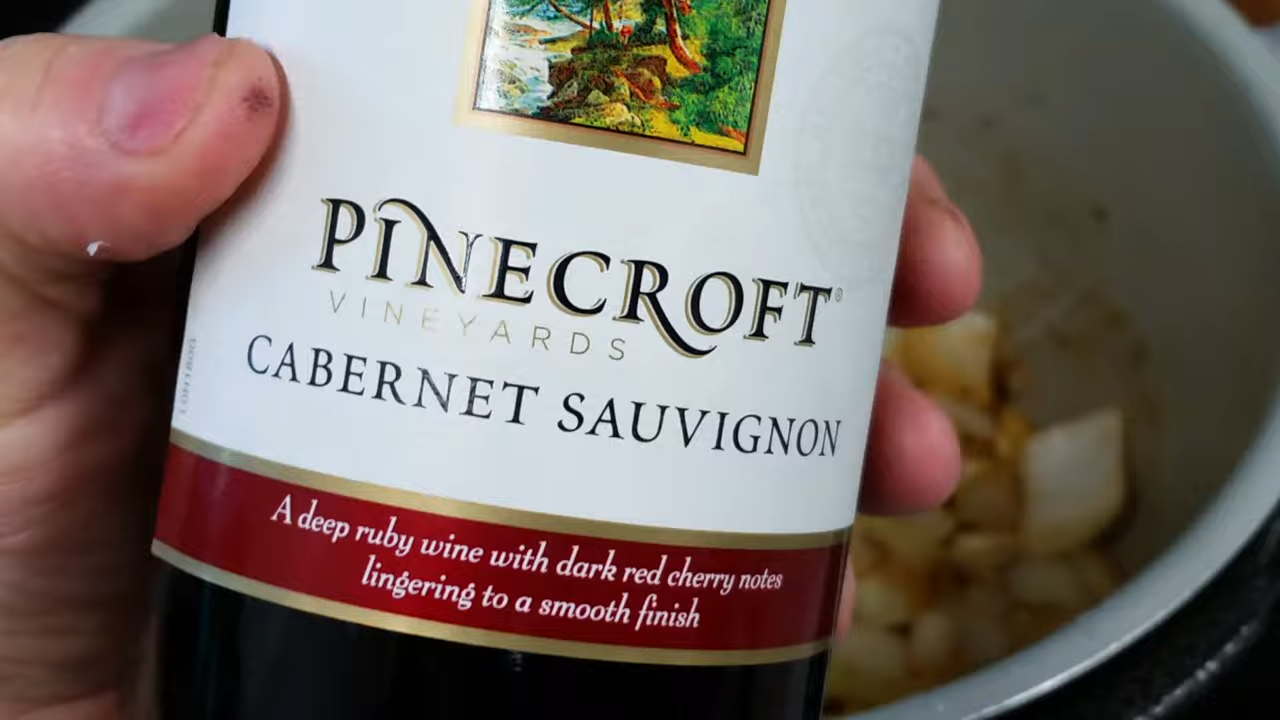 PINECROFT®
VINEYARDS
CABERNET SAUVIGNON
A deep ruby wine with dark red cherry notes
lingering to a smooth finish